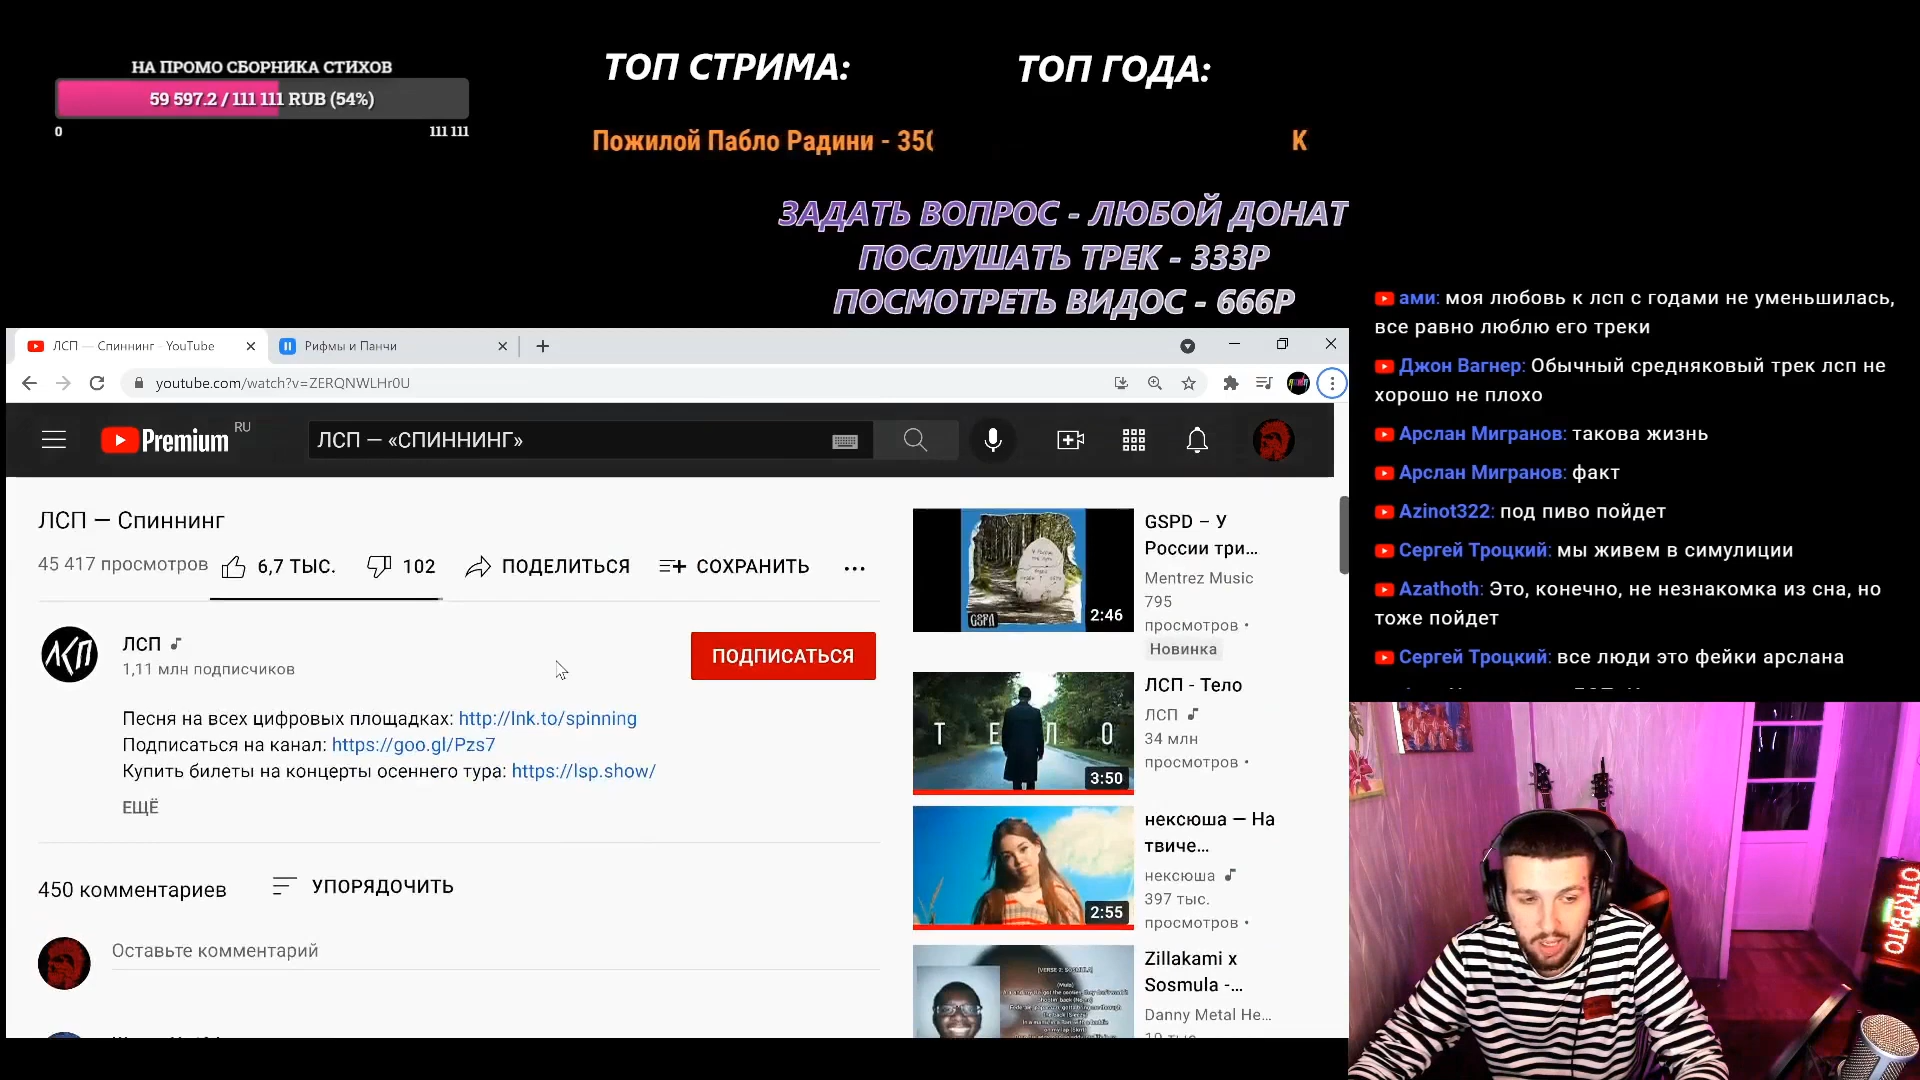 НА ПРОМО СБОРНИКА СТИХОВ
59 597.2 / 111 111 RUB (54%)
0
111 111
ТОП СТРИМА:
ТОП ГОДА:
Пожилой Пабло Радини - 350
K
ЗАДАТЬ ВОПРОС - ЛЮБОЙ ДОНАТ
ПОСЛУШАТЬ ТРЕК - 333Р
ПОСМОТРЕТЬ ВИДОС - 666Р
ЛСП — Спиннинг - YouTube
Рифмы и Панчи
youtube.com/watch?v=ZERQNWLHr0U
Premium
RU
ЛСП — «СПИННИНГ»
ЛСП — Спиннинг
45 417 просмотров
6,7 ТЫС.
102
ПОДЕЛИТЬСЯ
СОХРАНИТЬ
ЛСП
ЛСП
1,11 млн подписчиков
ПОДПИСАТЬСЯ
Песня на всех цифровых площадках: http://lnk.to/spinning
Подписаться на канал: https://goo.gl/Pzs7
Купить билеты на концерты осеннего тура: https://lsp.show/
ЕЩЁ
450 комментариев
УПОРЯДОЧИТЬ
Оставьте комментарий
GSPD
2:46
GSPD – У
России три...
Mentrez Music
795
просмотров •
Новинка
ТЕЛО
3:50
ЛСП - Тело
ЛСП
34 млн
просмотров •
2:55
нексюша — На
твиче...
нексюша
397 тыс.
просмотров •
Zillakami x
Sosmula -...
Danny Metal He...
ами: моя любовь к лсп с годами не уменьшилась,
все равно люблю его треки
Джон Вагнер: Обычный средняковый трек лсп не
хорошо не плохо
Арслан Мигранов: такова жизнь
Арслан Мигранов: факт
Azinot322: под пиво пойдет
Сергей Троцкий: мы живем в симулиции
Azathoth: Это, конечно, не незнакомка из сна, но
тоже пойдет
Сергей Троцкий: все люди это фейки арслана
ОТКРЫТО